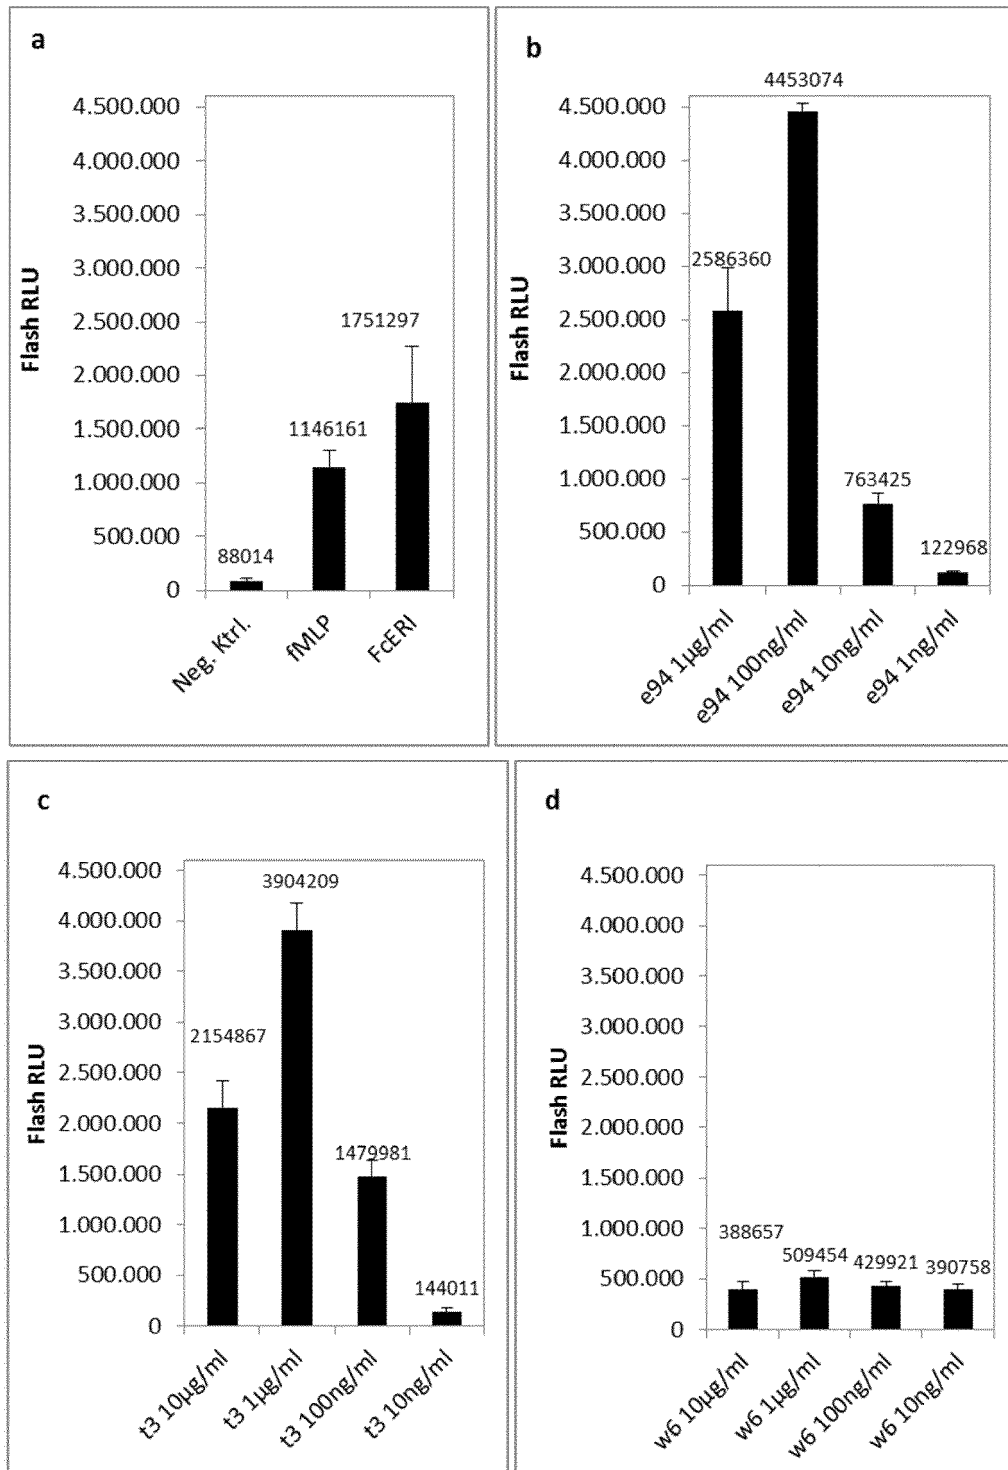 a
4.500.000
4.000.000
3.500.000
3.000.000
2.500.000
2.000.000
1.500.000
1.000.000
500.000
0
Flash RLU
88014
1146161
1751297
Neg. Ktrl.
fMLP
FcERI
b
4.500.000
4.000.000
3.500.000
3.000.000
2.500.000
2.000.000
1.500.000
1.000.000
500.000
0
Flash RLU
2586360
4453074
763425
122968
e94 1µg/ml
e94 100ng/ml
e94 10ng/ml
e94 1ng/ml
c
4.500.000
4.000.000
3.500.000
3.000.000
2.500.000
2.000.000
1.500.000
1.000.000
500.000
0
Flash RLU
2154867
3904209
1479981
144011
t3 10µg/ml
t3 1µg/ml
t3 100ng/ml
t3 10ng/ml
d
4.500.000
4.000.000
3.500.000
3.000.000
2.500.000
2.000.000
1.500.000
1.000.000
500.000
0
Flash RLU
388657
509454
429921
390758
w6 10µg/ml
w6 1µg/ml
w6 100ng/ml
w6 10ng/ml